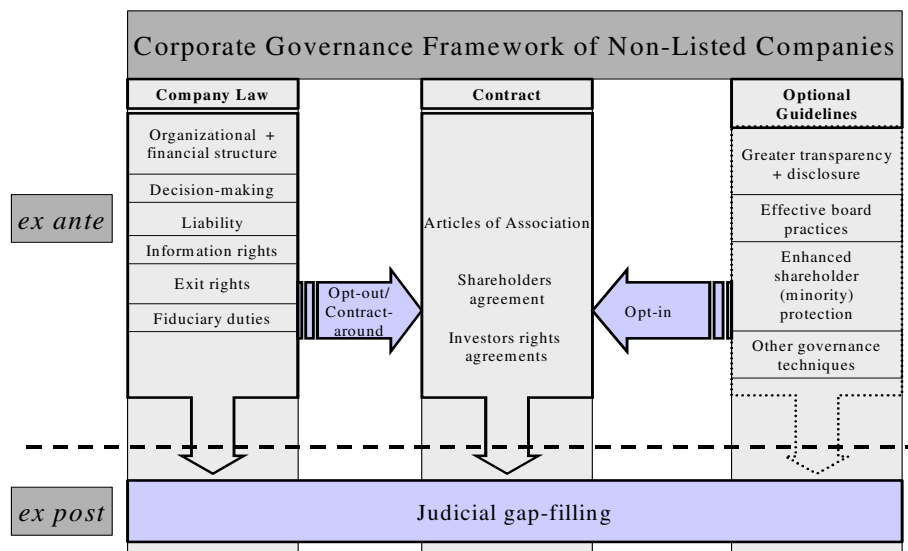 Corporate Governance Framework of Non-Listed Companies
Company Law
Organizational +
financial structure
Decision-making
Liability
Information rights
Exit rights
Fiduciary duties
Opt-out/
Contract-
around
Contract
Articles of Association
Shareholders
agreement
Investors rights
agreements
Opt-in
Optional
Guidelines
Greater transparency
+ disclosure
Effective board
practices
Enhanced
shareholder
(minority)
protection
Other governance
techniques
ex ante
ex post
Judicial gap-filling